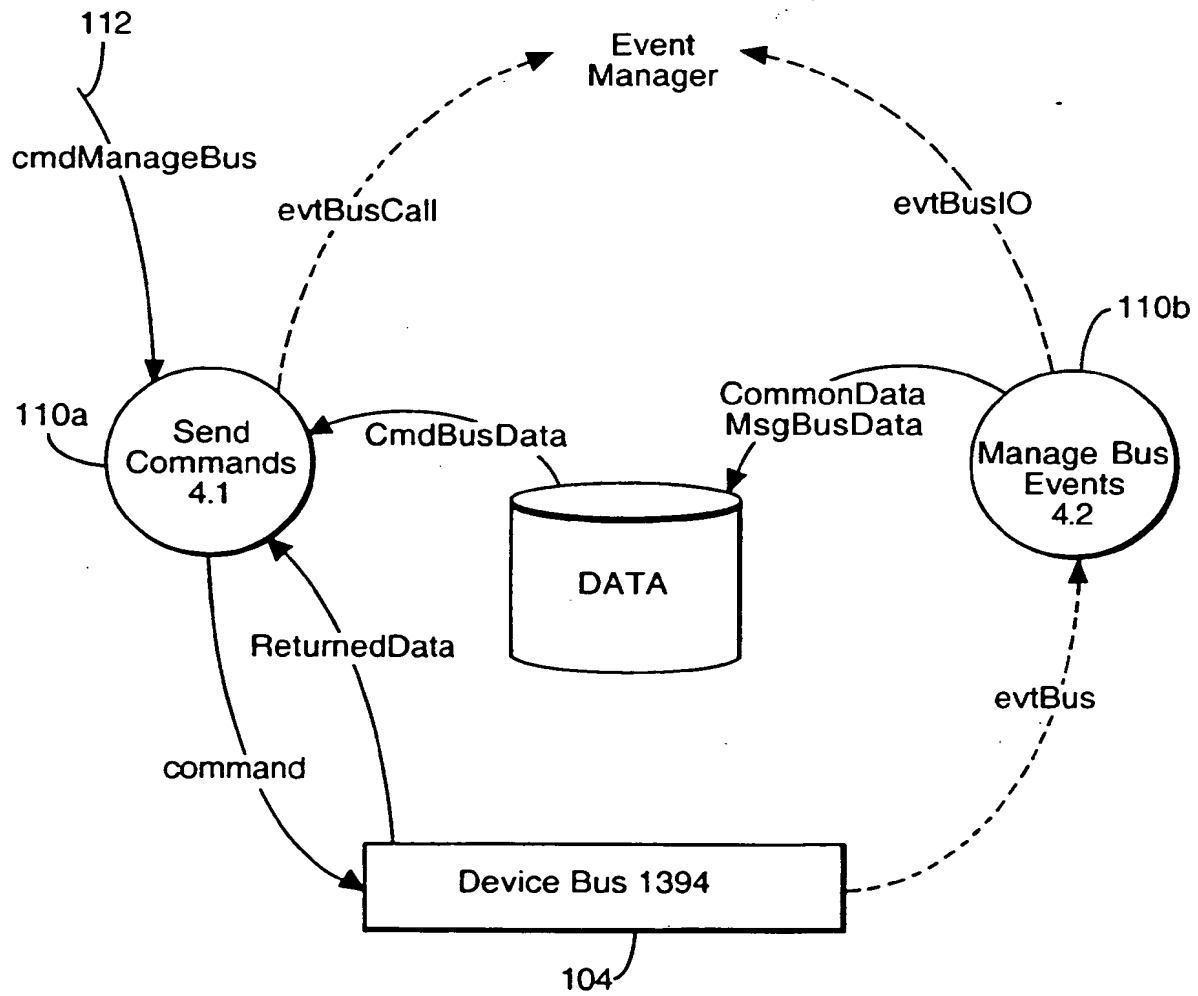 112
Event
Manager
cmdManageBus
evtBusCall
evtBusIO
110b
110a
Send
Commands
4.1
CmdBusData
CommonData
MsgBusData
Manage Bus
Events
4.2
DATA
ReturnedData
evtBus
command
Device Bus 1394
104